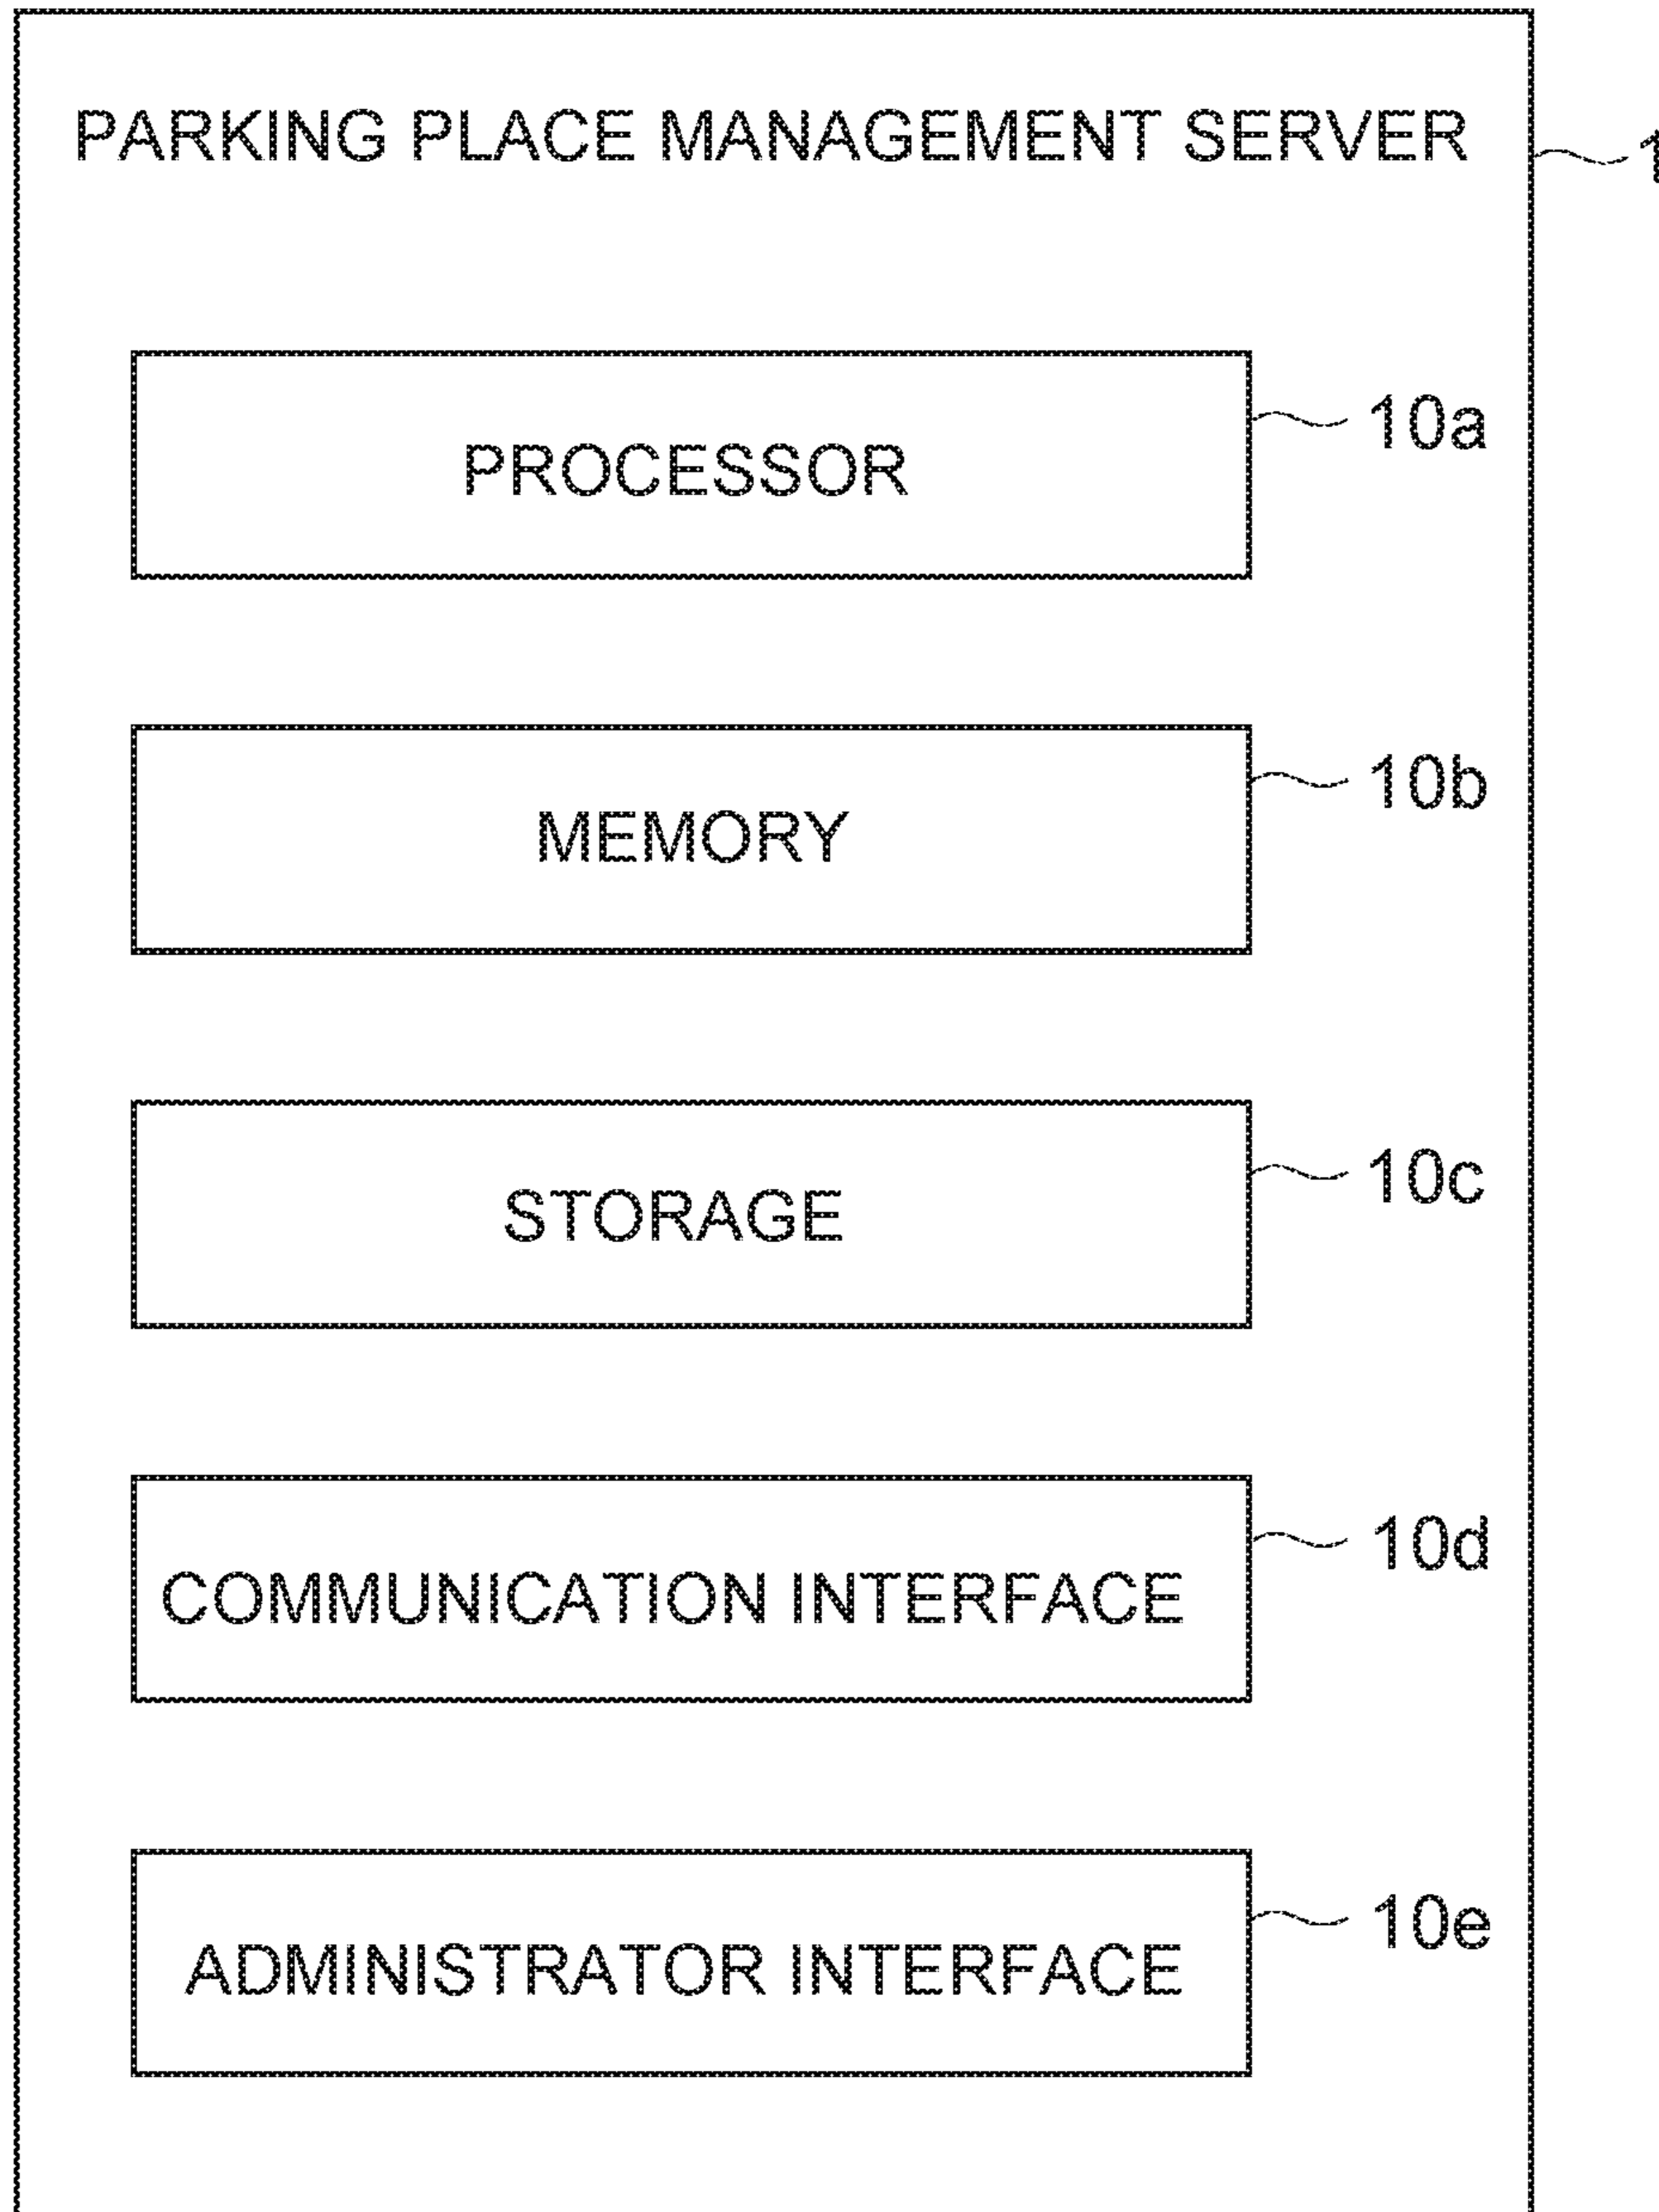 PARKING PLACE MANAGEMENT SERVER
10a
PROCESSOR
10b
MEMORY
10c
STORAGE
10d
COMMUNICATION INTERFACE
10e
ADMINISTRATOR INTERFACE